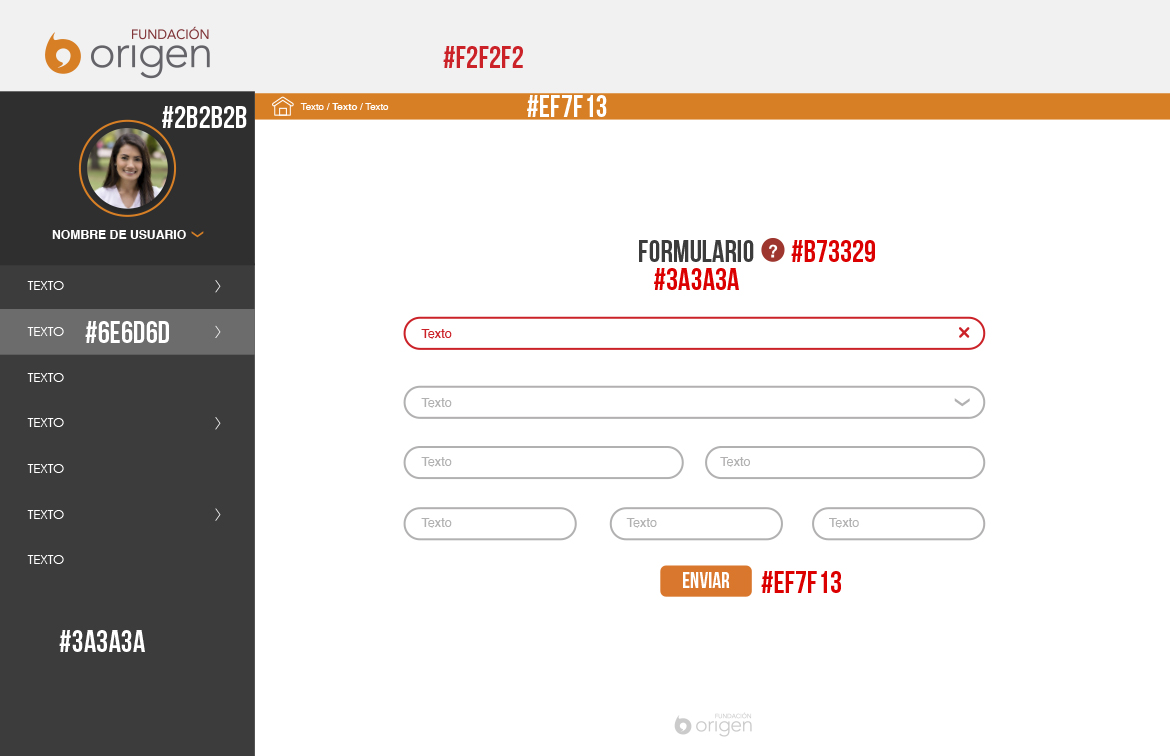 FUNDACIÓN
origen
#F2F2F2
#2B2B2B
Texto / Texto / Texto
#EF7F13
NOMBRE DE USUARIO
TEXTO
TEXTO #6E6D6D
TEXTO
TEXTO
TEXTO
TEXTO
TEXTO
#3A3A3A
FORMULARIO ? #B73329
#3A3A3A
Texto
Texto
Texto Texto
Texto Texto Texto
ENVIAR #EF7F13
FUNDACIÓN
origen